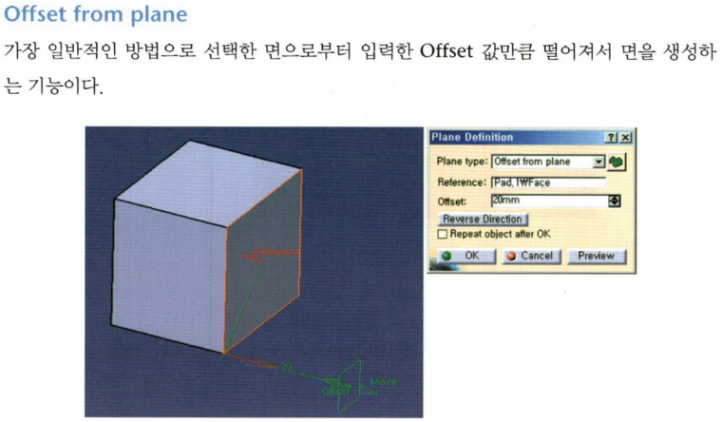 Offset from plane
가장 일반적인 방법으로 선택한 면으로부터 입력한 Offset 값만큼 떨어져서 면을 생성하
는 기능이다.
Plane Definition
Plane type: Offset from plane
Reference: Pad.1₩Face
Offset: 20mm
Reverse Direction
Repeat object after OK
OK Cancel Preview
Move
Offset